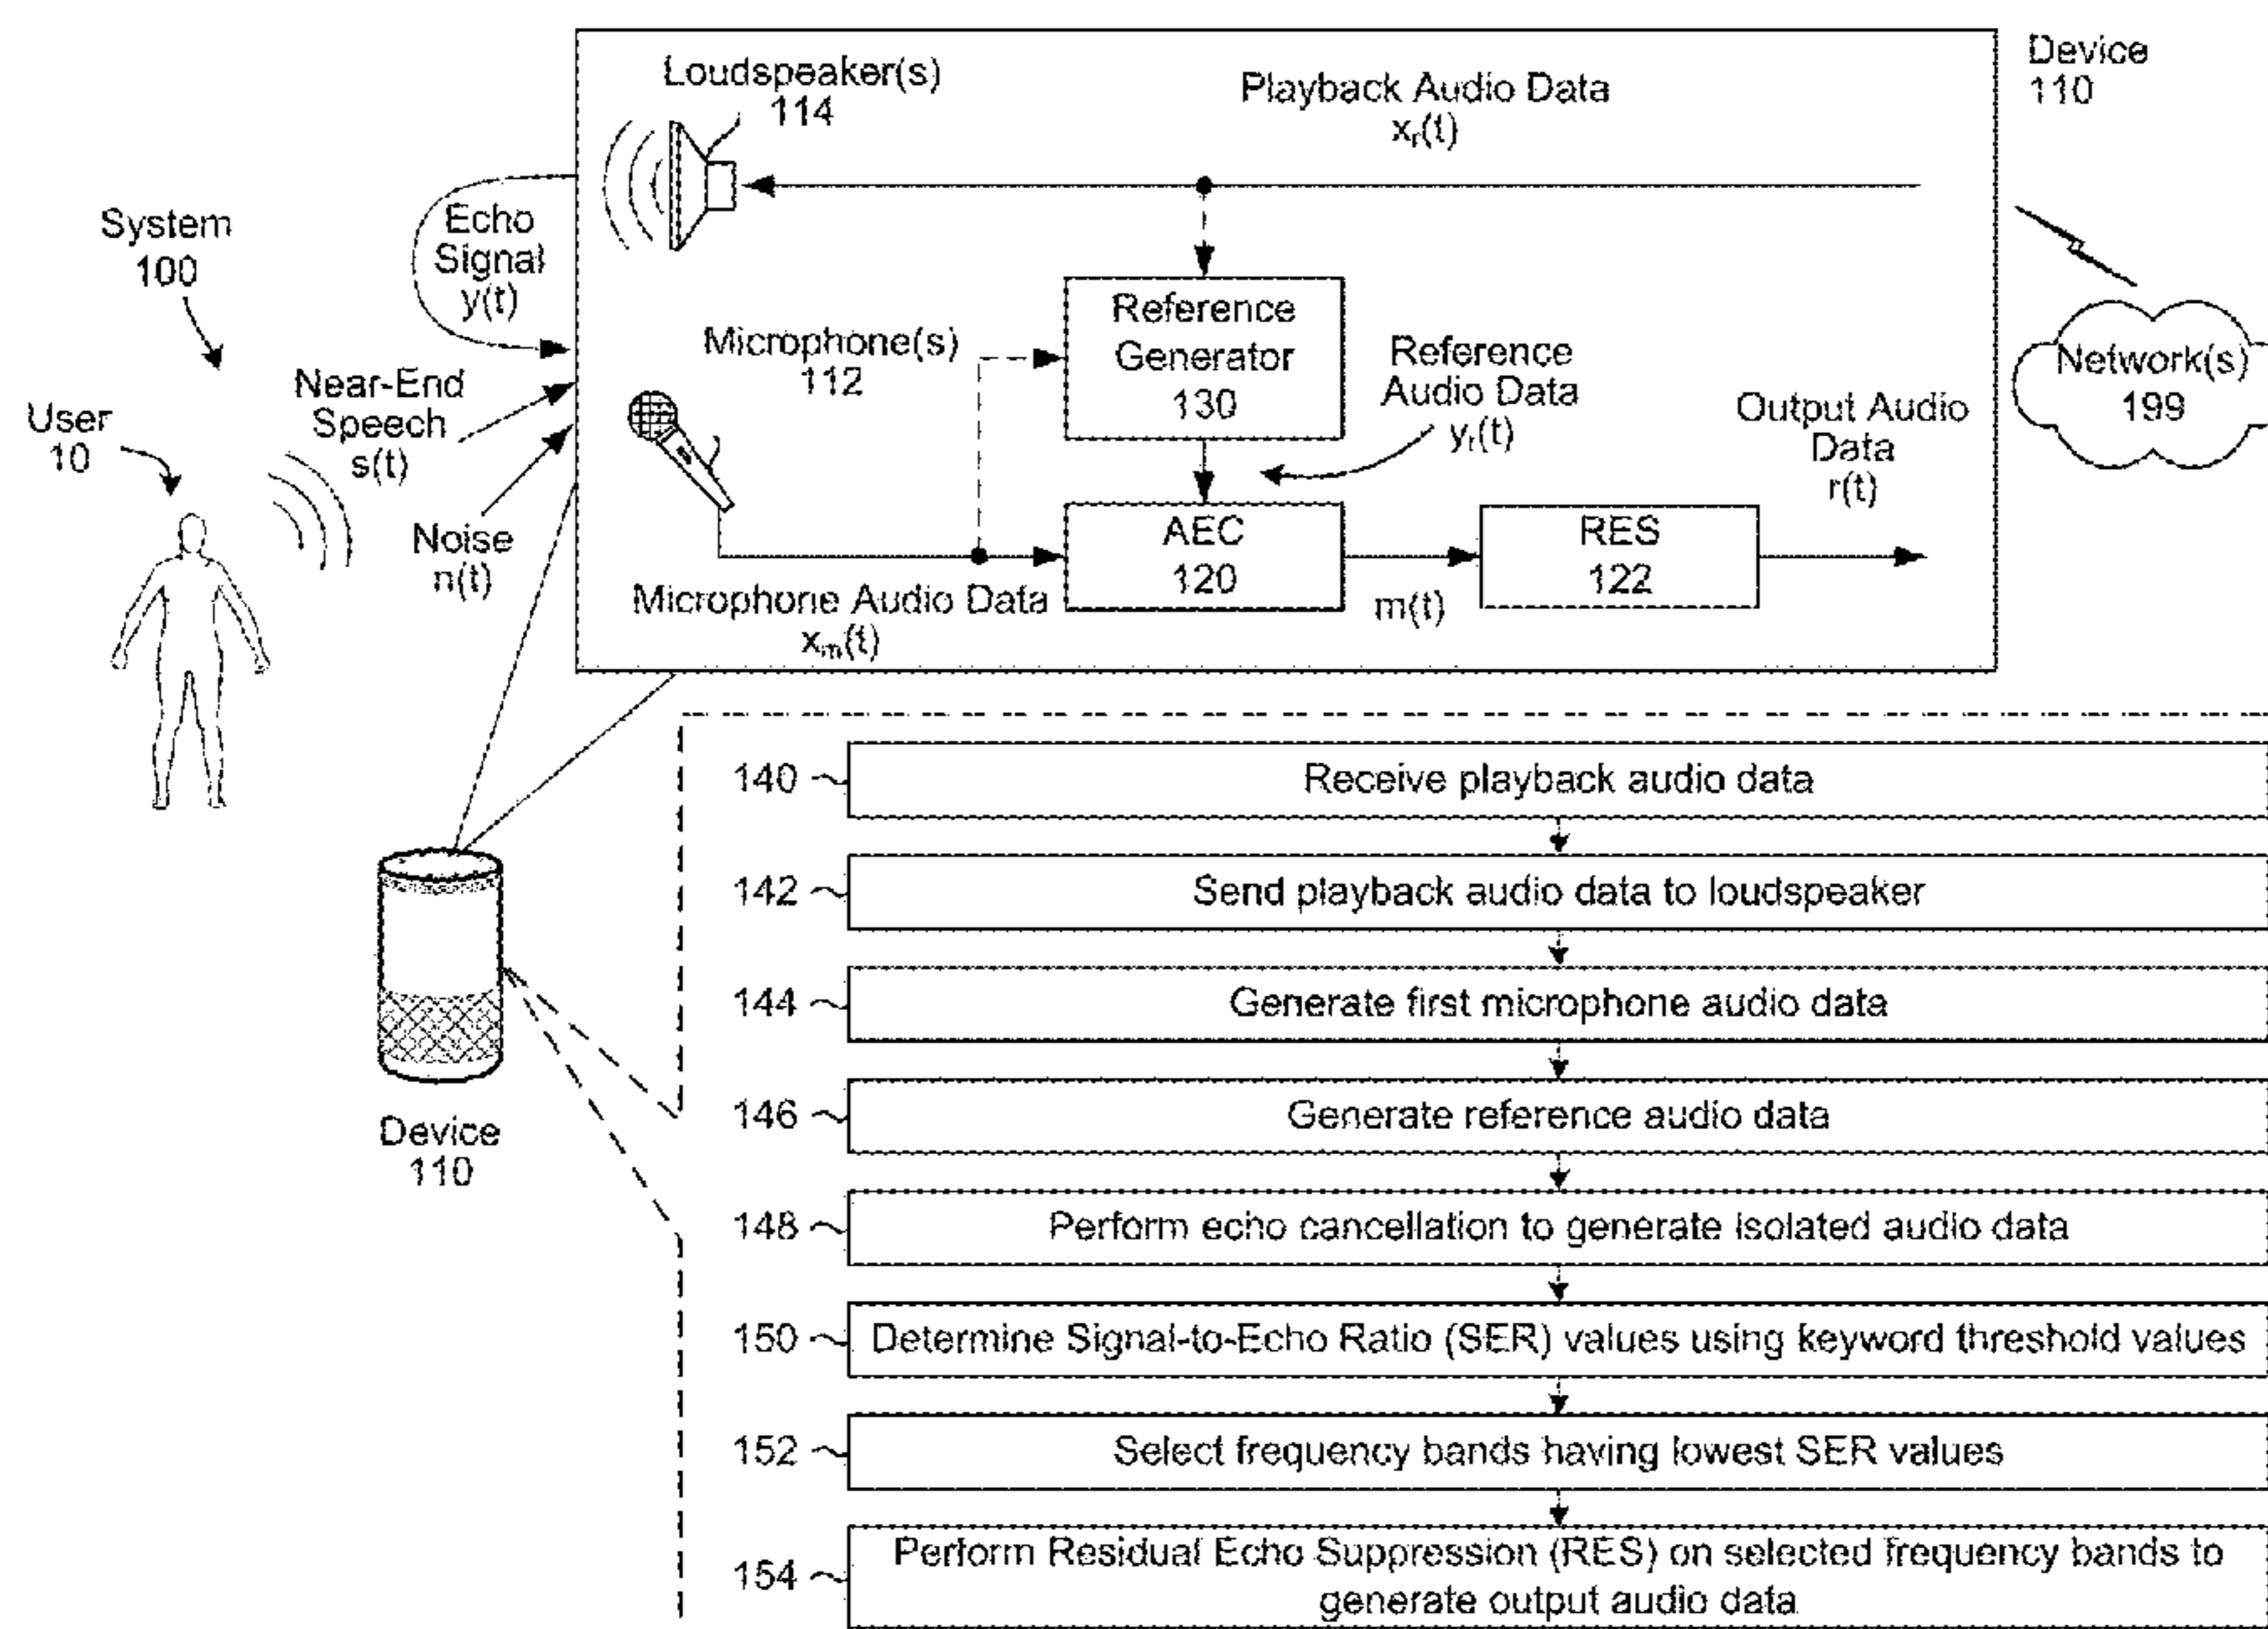 Loudspeaker(s)
114
Playback Audio Data
xᵣ(t)
Device
110
System
100
Echo
Signal
y(t)
Reference
Generator
130
Microphone(s)
112
Reference
Audio Data
yᵣ(t)
Network(s)
199
Near-End
Speech
s(t)
User
10
Output Audio
Data
r(t)
Noise
n(t)
AEC
120
RES
122
Microphone Audio Data
xₘ(t)
m(t)
140 Receive playback audio data
142 Send playback audio data to loudspeaker
144 Generate first microphone audio data
146 Generate reference audio data
Device
110
148 Perform echo cancellation to generate isolated audio data
150 Determine Signal-to-Echo Ratio (SER) values using keyword threshold values
152 Select frequency bands having lowest SER values
154 Perform Residual Echo Suppression (RES) on selected frequency bands to
generate output audio data